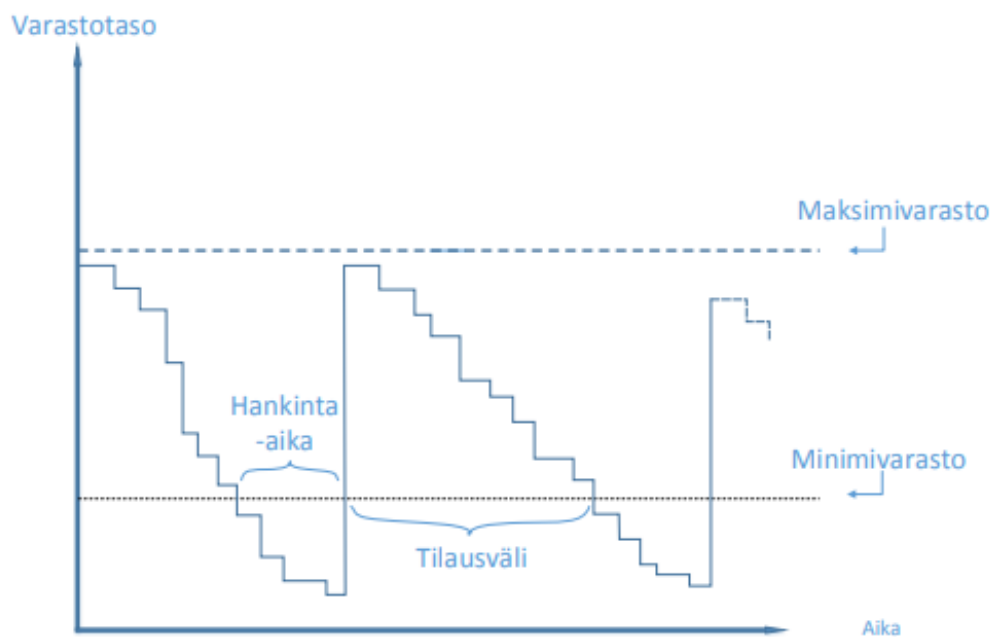 Varastotaso
Maksimivarasto
Hankinta
-aika
Minimivarasto
Tilausväli
Aika